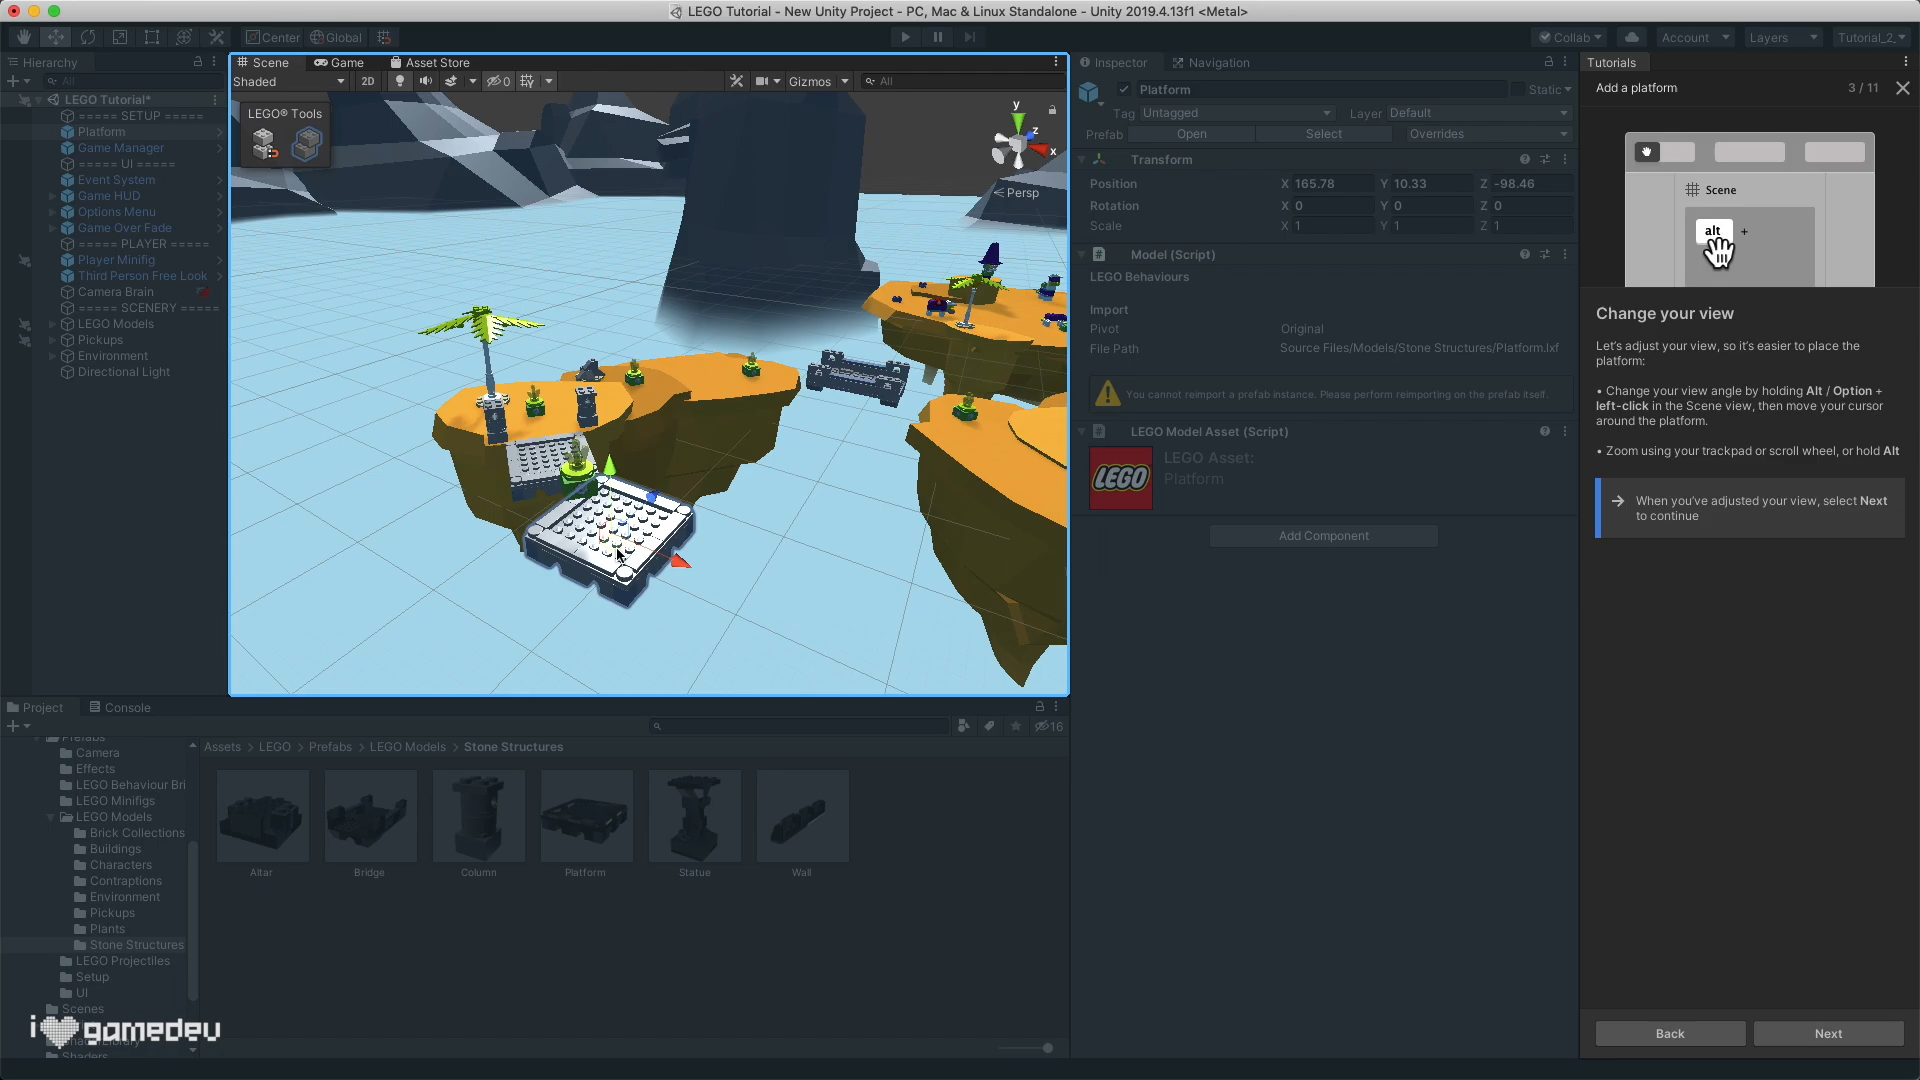 LEGO Tutorial - New Unity Project - PC, Mac & Linux Standalone - Unity 2019.4.13f1 <Metal>
Center
Global
Collab
Account
Layers
Tutorial_2_
Hierarchy
All
LEGO Tutorial*
===== SETUP =====
Platform
Game Manager
===== UI =====
Event System
Game HUD
Options Menu
Game Over Fade
===== PLAYER =====
Player Minifig
Third Person Free Look
Camera Brain
===== SCENERY =====
LEGO Models
Pickups
Environment
Directional Light
Scene
Game
Asset Store
Shaded
2D
0
Gizmos
All
LEGO® Tools
y
z
x
Persp
Inspector
Navigation
Platform
Static
Tag Untagged
Layer Default
Prefab Open Select Overrides
Transform
Position X 165.78 Y 10.33 Z -98.46
Rotation X 0 Y 0 Z 0
Scale X 1 Y 1 Z 1
Model (Script)
LEGO Behaviours
Import
Pivot Original
File Path Source Files/Models/Stone Structures/Platform.lxf
You cannot reimport a prefab instance. Please perform reimporting on the prefab itself.
LEGO Model Asset (Script)
LEGO
LEGO Asset:
Platform
Add Component
Tutorials
Add a platform
3 / 11
Scene
alt +
Change your view
Let's adjust your view, so it's easier to place the
platform:
• Change your view angle by holding Alt / Option +
left-click in the Scene view, then move your cursor
around the platform.
• Zoom using your trackpad or scroll wheel, or hold Alt
When you've adjusted your view, select Next
to continue
Back
Next
Project
Console
16
Prefabs
Camera
Effects
LEGO Behaviour Bri
LEGO Minifigs
LEGO Models
Brick Collections
Buildings
Characters
Contraptions
Environment
Pickups
Plants
Stone Structures
LEGO Projectiles
Setup
UI
Scenes
Shaders
Assets > LEGO > Prefabs > LEGO Models > Stone Structures
Altar
Bridge
Column
Platform
Statue
Wall
i gamedev